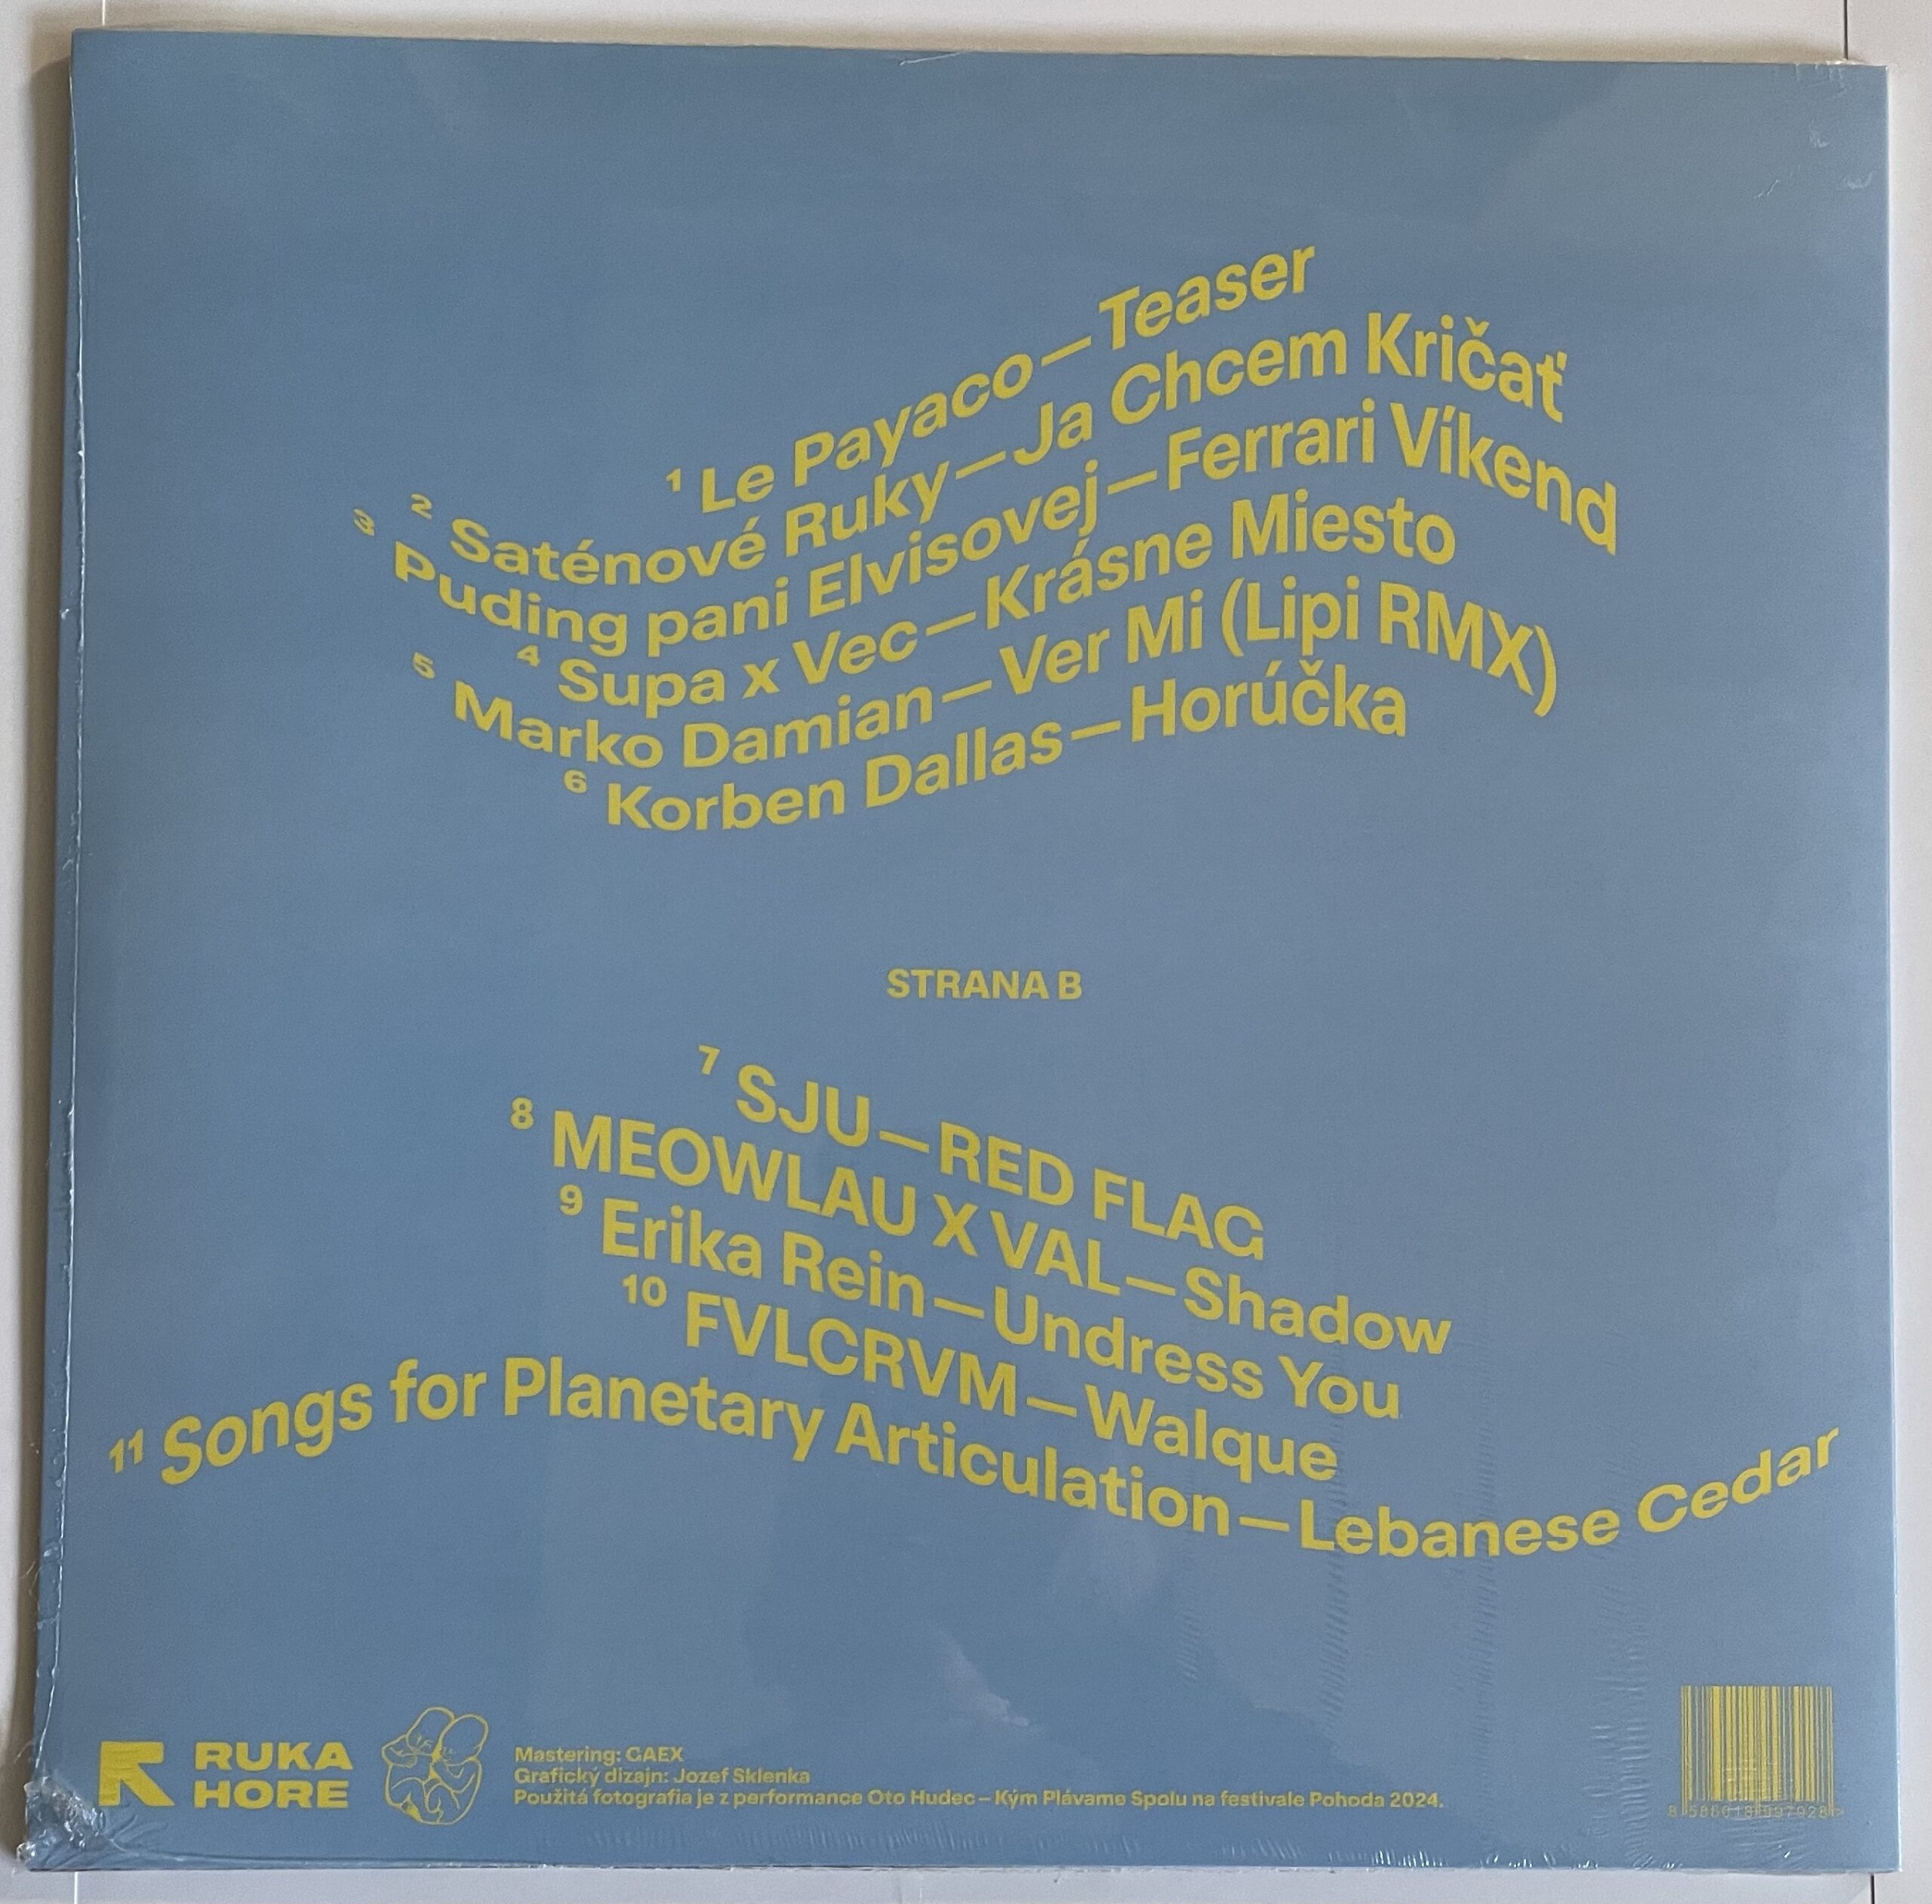 1 Le Payaco—Teaser
2 Saténové Ruky—Ja Chcem Kričať
3 Puding pani Elvisovej—Ferrari Víkend
4 Supa x Vec—Krásne Miesto
5 Marko Damian—Ver Mi (Lipi RMX)
6 Korben Dallas—Horúčka
STRANA B
7 SJU—RED FLAG
8 MEOWLAU X VAL—Shadow
9 Erika Rein—Undress You
10 FVLCRVM—Walque
11 Songs for Planetary Articulation—Lebanese Cedar
RUKA
HORE
Mastering: GAEX
Grafický dizajn: Jozef Sklenka
Použitá fotografia je z performance Oto Hudec – Kým Plávame Spolu na festivale Pohoda 2024.